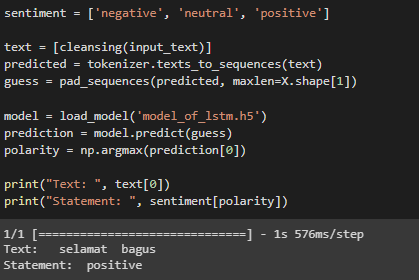 sentiment = ['negative', 'neutral', 'positive']
text = [cleansing(input_text)]
predicted = tokenizer.texts_to_sequences(text)
guess = pad_sequences(predicted, maxlen=X.shape[1])
model = load_model('model_of_lstm.h5')
prediction = model.predict(guess)
polarity = np.argmax(prediction[0])
print("Text: ", text[0])
print("Statement: ", sentiment[polarity])
1/1 [==============================] - 1s 576ms/step
Text:   selamat  bagus
Statement:  positive